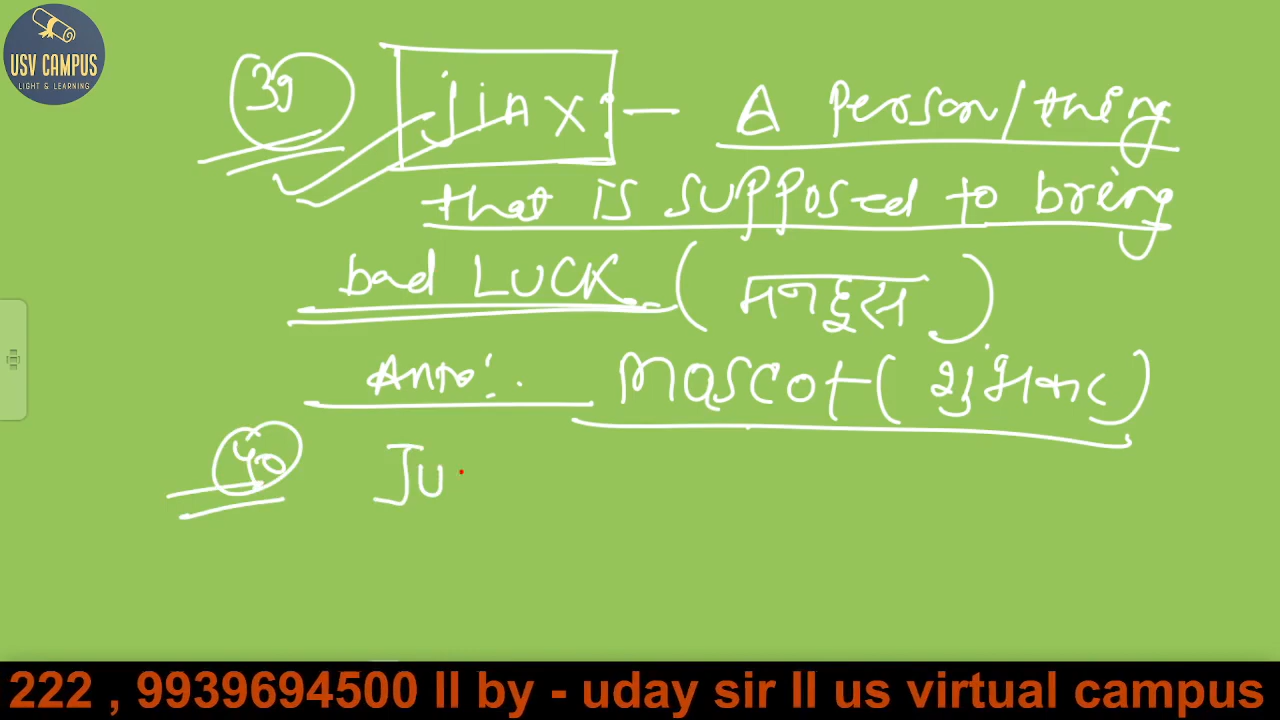 USV CAMPUS
LIGHT & LEARNING
39 Jinx :- A person/thing
that is supposed to bring
bad LUCK (मनहूस)
Anto:. Mascot (शुभंकर)
40 Ju
222 , 9939694500 ll by - uday sir ll us virtual campus